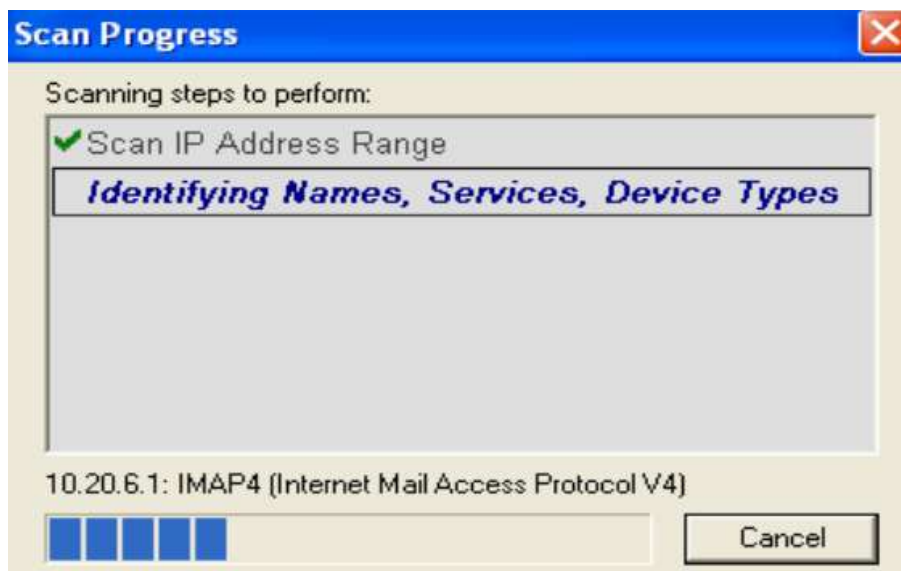 Scan Progress
Scanning steps to perform:
Scan IP Address Range
Identifying Names, Services, Device Types
10.20.6.1: IMAP4 (Internet Mail Access Protocol V4)
Cancel